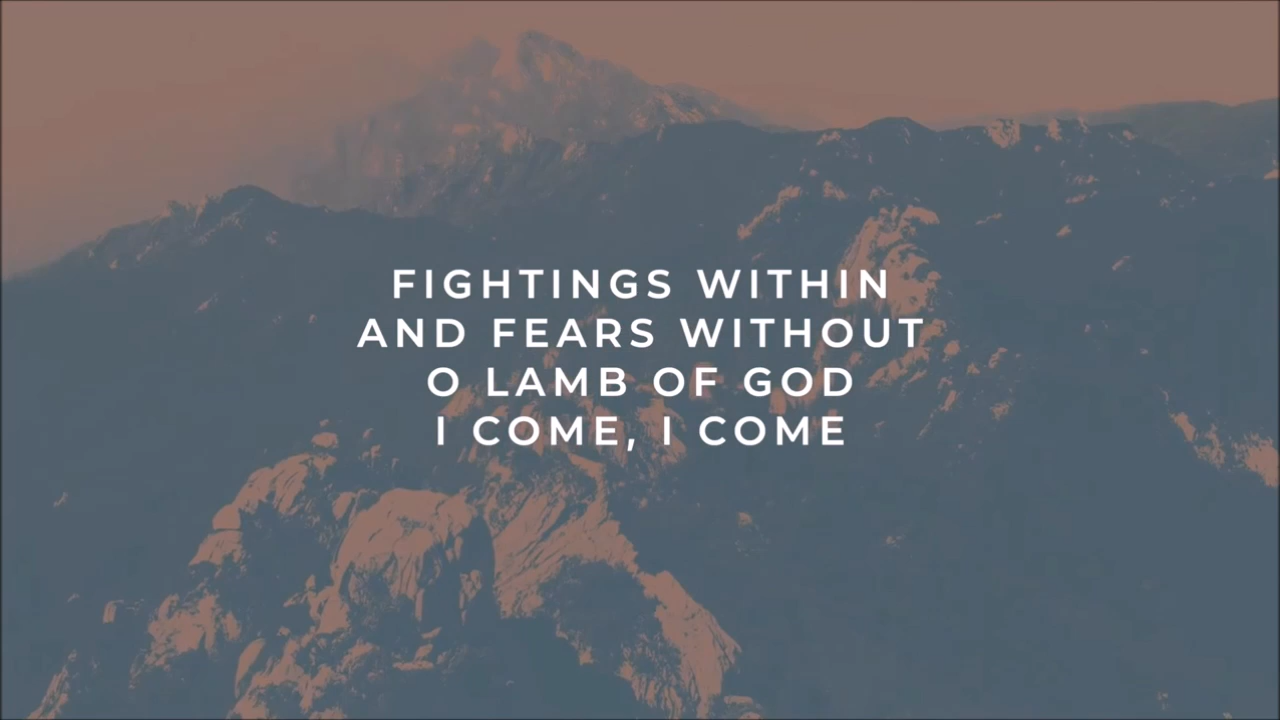 FIGHTINGS WITHIN
AND FEARS WITHOUT
O LAMB OF GOD
I COME, I COME